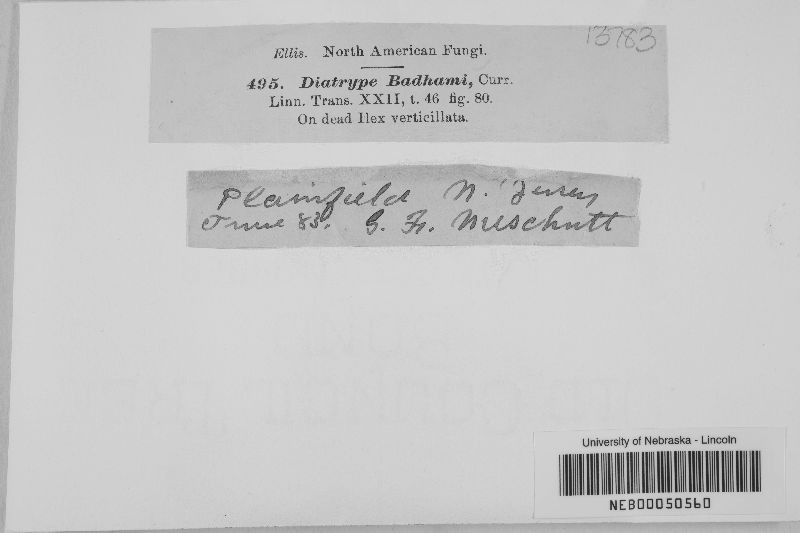 13783
Ellis. North American Fungi.
495. Diatrype Badhami, Curr.
Linn. Trans. XXII, t. 46 fig. 80.
On dead Ilex verticillata.
Plainfield N. Jersey
June 83. G. Fr. Meschutt
University of Nebraska - Lincoln
NEB00050560